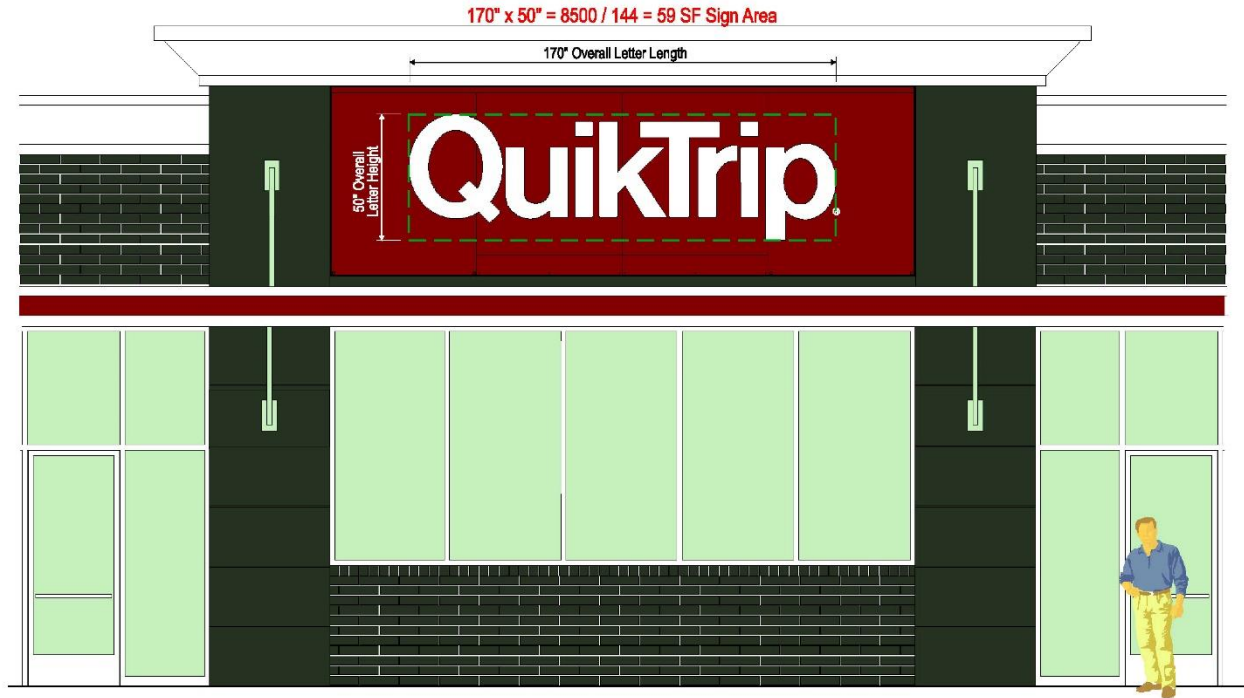 170" x 50" = 8500 / 144 = 59 SF Sign Area
170" Overall Letter Length
50" Overall
Letter Height
QuikTrip